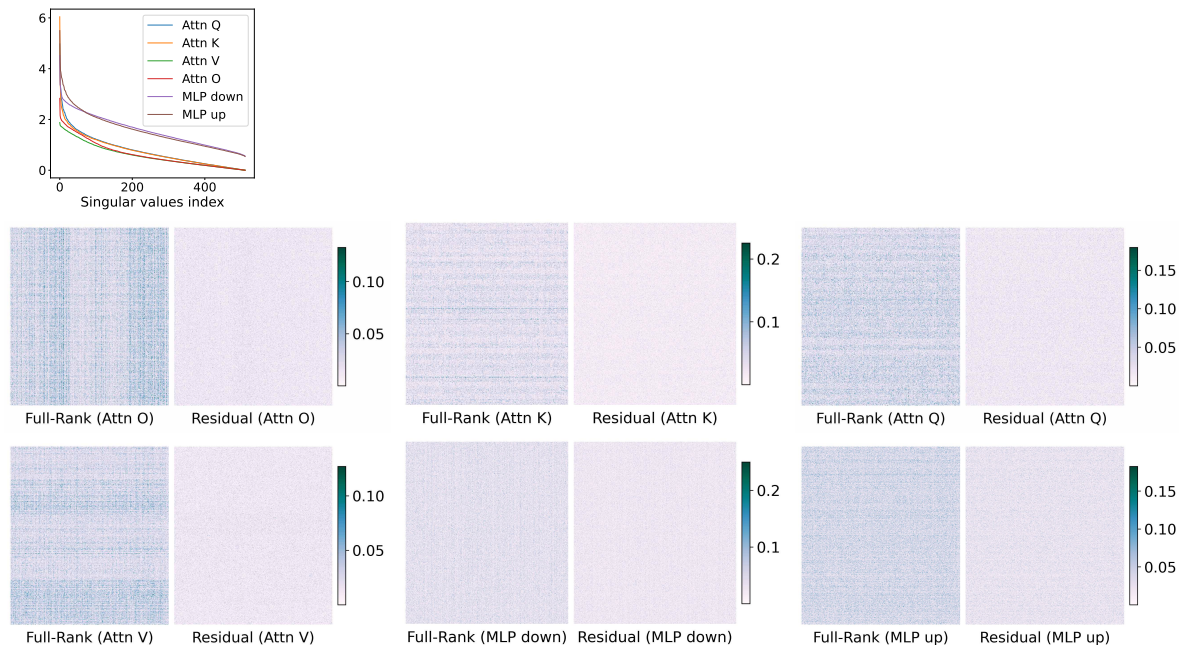 6
4
2
0
Attn Q
Attn K
Attn V
Attn O
MLP down
MLP up
0 200 400
Singular values index
0.10
0.05
Full-Rank (Attn O) Residual (Attn O)
0.2
0.1
Full-Rank (Attn K) Residual (Attn K)
0.15
0.10
0.05
Full-Rank (Attn Q) Residual (Attn Q)
0.10
0.05
Full-Rank (Attn V) Residual (Attn V)
0.2
0.1
Full-Rank (MLP down) Residual (MLP down)
0.15
0.10
0.05
Full-Rank (MLP up) Residual (MLP up)